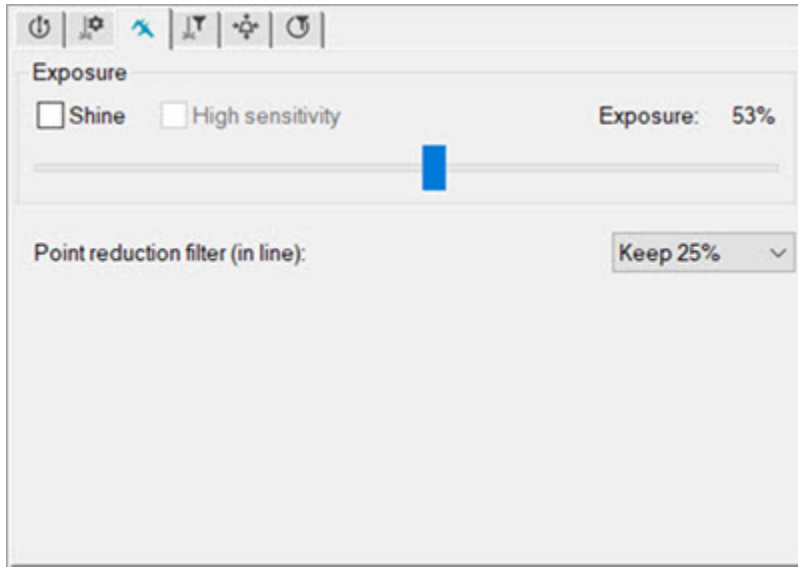 Exposure
Shine High sensitivity Exposure: 53%
Point reduction filter (in line): Keep 25%